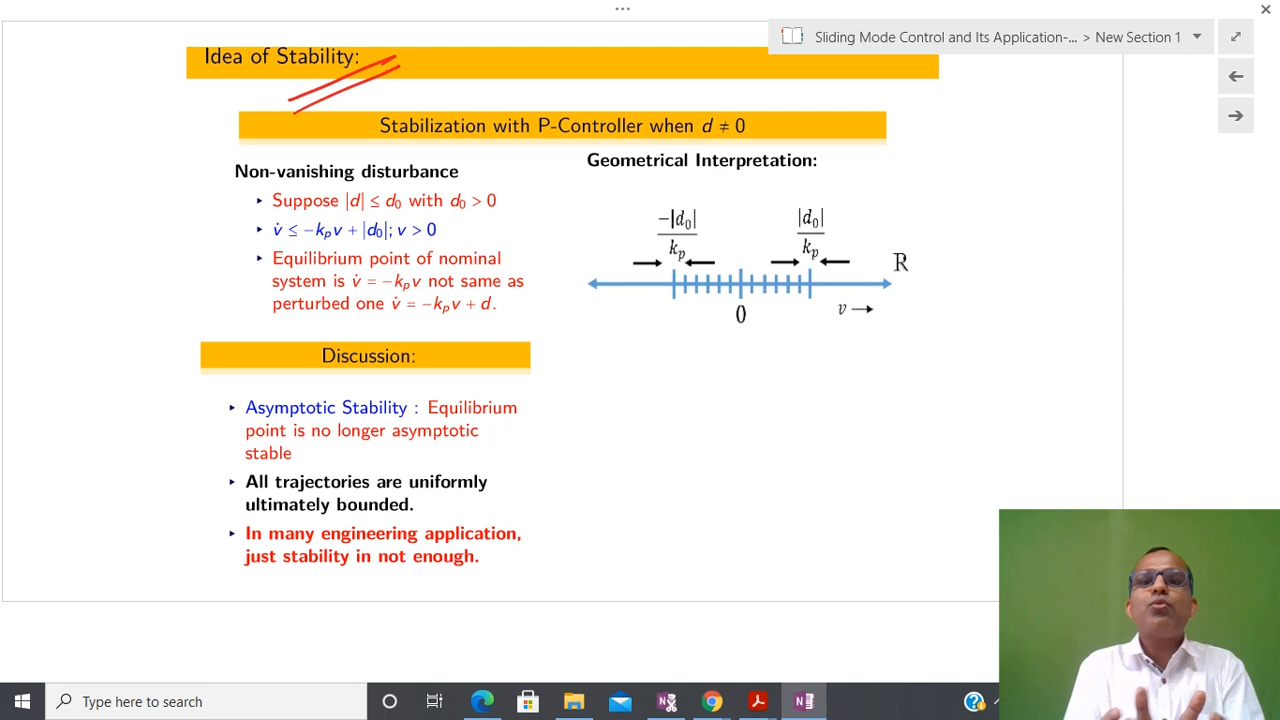 ...
Sliding Mode Control and Its Application-... > New Section 1
Idea of Stability:
Stabilization with P-Controller when d ≠ 0
Non-vanishing disturbance
Suppose |d| ≤ d₀ with d₀ > 0
v̇ ≤ −kₚv + |d₀|; v > 0
Equilibrium point of nominal
system is v̇ = −kₚv not same as
perturbed one v̇ = −kₚv + d.
Geometrical Interpretation:
−|d₀|
kₚ
|d₀|
kₚ
ℝ
0
v →
Discussion:
Asymptotic Stability : Equilibrium
point is no longer asymptotic
stable
All trajectories are uniformly
ultimately bounded.
In many engineering application,
just stability in not enough.
Type here to search